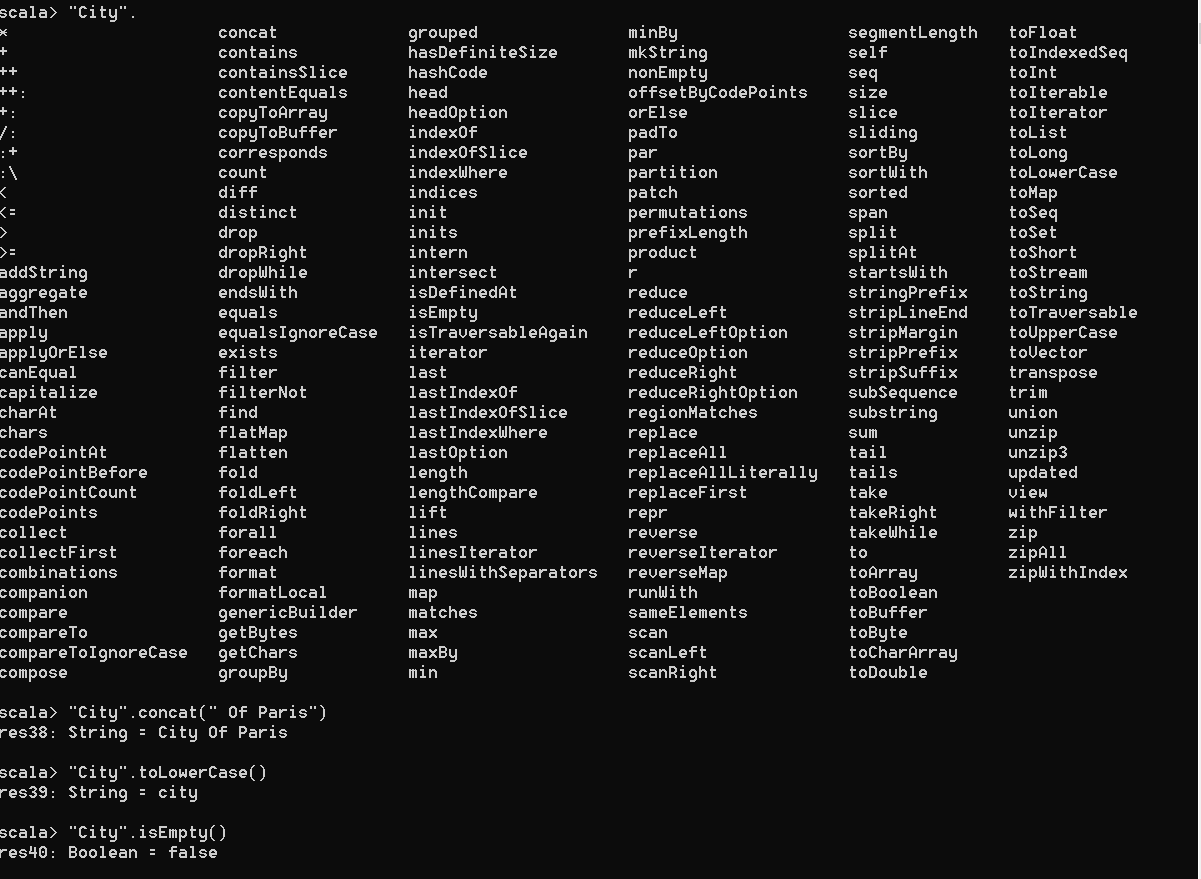 scala> "City".
* concat grouped minBy segmentLength toFloat
+ contains hasDefiniteSize mkString self toIndexedSeq
++ containsSlice hashCode nonEmpty seq toInt
++: contentEquals head offsetByCodePoints size toIterable
+: copyToArray headOption orElse slice toIterator
/: copyToBuffer indexOf padTo sliding toList
:+ corresponds indexOfSlice par sortBy toLong
:\ count indexWhere partition sortWith toLowerCase
< diff indices patch sorted toMap
<= distinct init permutations span toSeq
> drop inits prefixLength split toSet
>= dropRight intern product splitAt toShort
addString dropWhile intersect r startsWith toStream
aggregate endsWith isDefinedAt reduce stringPrefix toString
andThen equals isEmpty reduceLeft stripLineEnd toTraversable
apply equalsIgnoreCase isTraversableAgain reduceLeftOption stripMargin toUpperCase
applyOrElse exists iterator reduceOption stripPrefix toVector
canEqual filter last reduceRight stripSuffix transpose
capitalize filterNot lastIndexOf reduceRightOption subSequence trim
charAt find lastIndexOfSlice regionMatches substring union
chars flatMap lastIndexWhere replace sum unzip
codePointAt flatten lastOption replaceAll tail unzip3
codePointBefore fold length replaceAllLiterally tails updated
codePointCount foldLeft lengthCompare replaceFirst take view
codePoints foldRight lift repr takeRight withFilter
collect forall lines reverse takeWhile zip
collectFirst foreach linesIterator reverseIterator to zipAll
combinations format linesWithSeparators reverseMap toArray zipWithIndex
companion formatLocal map runWith toBoolean
compare genericBuilder matches sameElements toBuffer
compareTo getBytes max scan toByte
compareToIgnoreCase getChars maxBy scanLeft toCharArray
compose groupBy min scanRight toDouble
scala> "City".concat(" Of Paris")
res38: String = City Of Paris
scala> "City".toLowerCase()
res39: String = city
scala> "City".isEmpty()
res40: Boolean = false